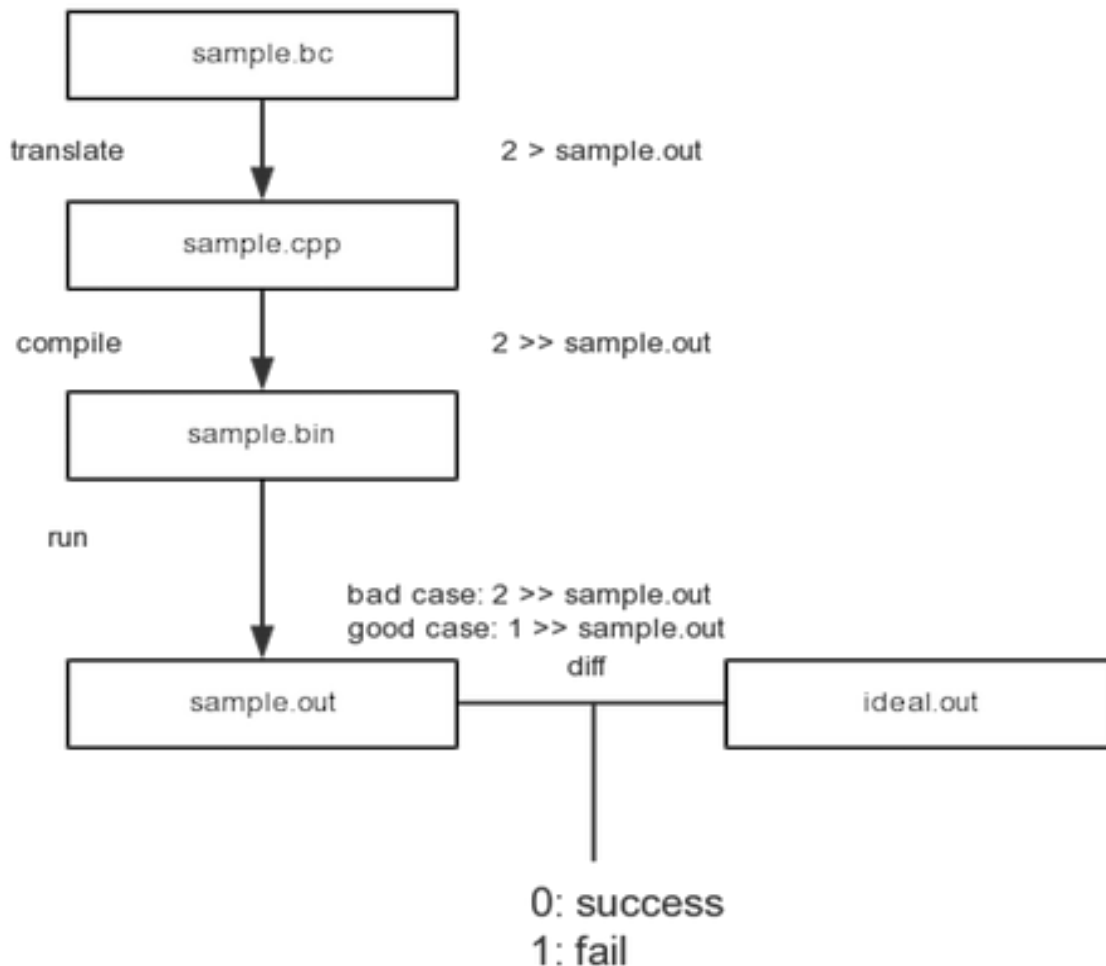 sample.bc
translate
2 > sample.out
sample.cpp
compile
2 >> sample.out
sample.bin
run
bad case: 2 >> sample.out
good case: 1 >> sample.out
diff
sample.out
ideal.out
0: success
1: fail